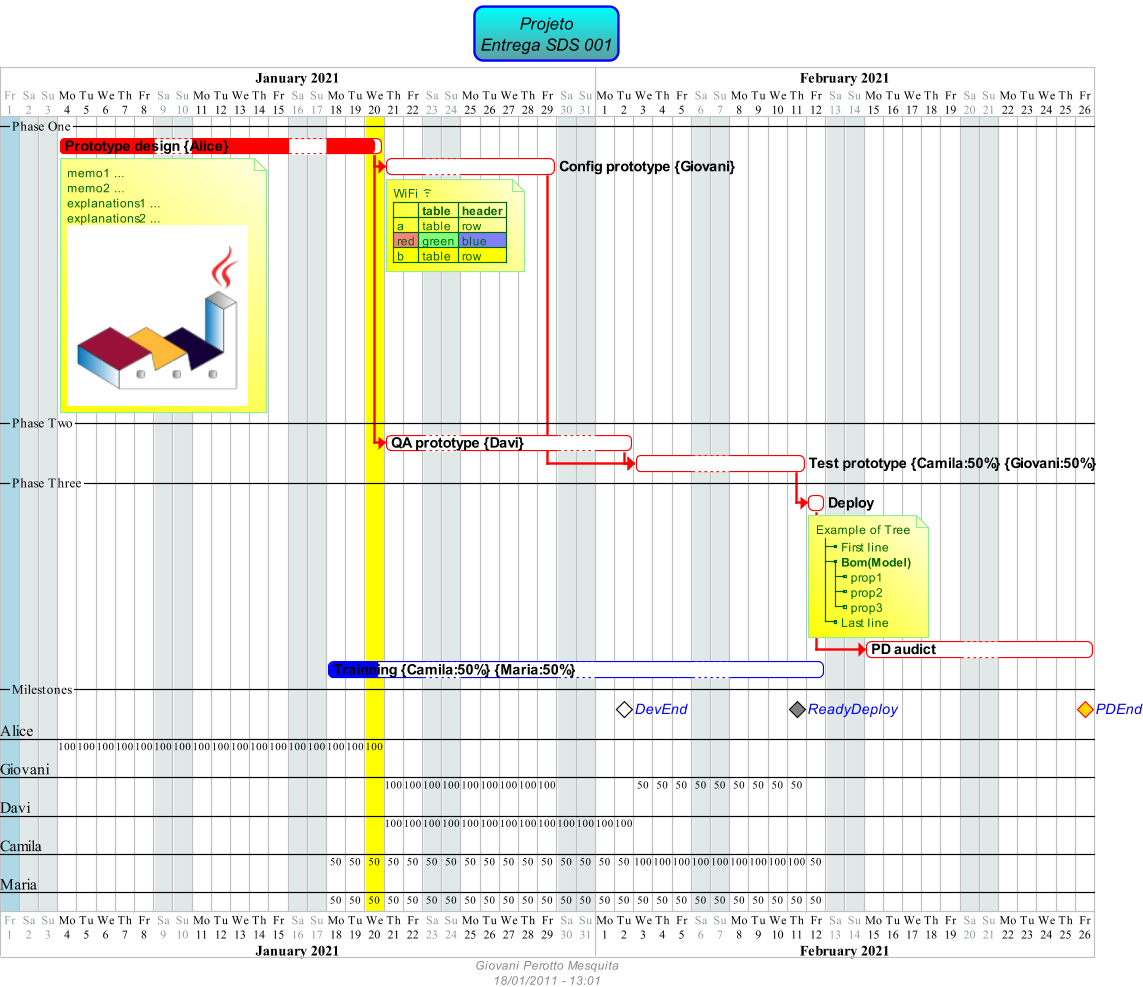 Projeto
Entrega SDS 001
January 2021 February 2021
Fr Sa Su Mo Tu We Th Fr Sa Su Mo Tu We Th Fr Sa Su Mo Tu We Th Fr Sa Su Mo Tu We Th Fr Sa Su Mo Tu We Th Fr Sa Su Mo Tu We Th Fr Sa Su Mo Tu We Th Fr Sa Su Mo Tu We Th Fr
1 2 3 4 5 6 7 8 9 10 11 12 13 14 15 16 17 18 19 20 21 22 23 24 25 26 27 28 29 30 31 1 2 3 4 5 6 7 8 9 10 11 12 13 14 15 16 17 18 19 20 21 22 23 24 25 26
Phase One
Prototype design {Alice}
Config prototype {Giovani}
memo1 ...
memo2 ...
explanations1 ...
explanations2 ...
WiFi
table header
a table row
red green blue
b table row
Phase Two
QA prototype {Davi}
Test prototype {Camila:50%} {Giovani:50%}
Phase Three
Deploy
Example of Tree
First line
Bom(Model)
prop1
prop2
prop3
Last line
PD audict
Trainning {Camila:50%} {Maria:50%}
Milestones
DevEnd ReadyDeploy PDEnd
Alice
100 100 100 100 100 100 100 100 100 100 100 100 100 100 100 100 100
Giovani
100 100 100 100 100 100 100 100 100 50 50 50 50 50 50 50 50 50
Davi
100 100 100 100 100 100 100 100 100 100 100 100 100
Camila
50 50 50 50 50 50 50 50 50 50 50 50 50 50 50 50 100 100 100 100 100 100 100 100 100 50
Maria
50 50 50 50 50 50 50 50 50 50 50 50 50 50 50 50 50 50 50 50 50 50 50 50 50 50
Fr Sa Su Mo Tu We Th Fr Sa Su Mo Tu We Th Fr Sa Su Mo Tu We Th Fr Sa Su Mo Tu We Th Fr Sa Su Mo Tu We Th Fr Sa Su Mo Tu We Th Fr Sa Su Mo Tu We Th Fr Sa Su Mo Tu We Th Fr
1 2 3 4 5 6 7 8 9 10 11 12 13 14 15 16 17 18 19 20 21 22 23 24 25 26 27 28 29 30 31 1 2 3 4 5 6 7 8 9 10 11 12 13 14 15 16 17 18 19 20 21 22 23 24 25 26
January 2021 February 2021
Giovani Perotto Mesquita
18/01/2011 - 13:01